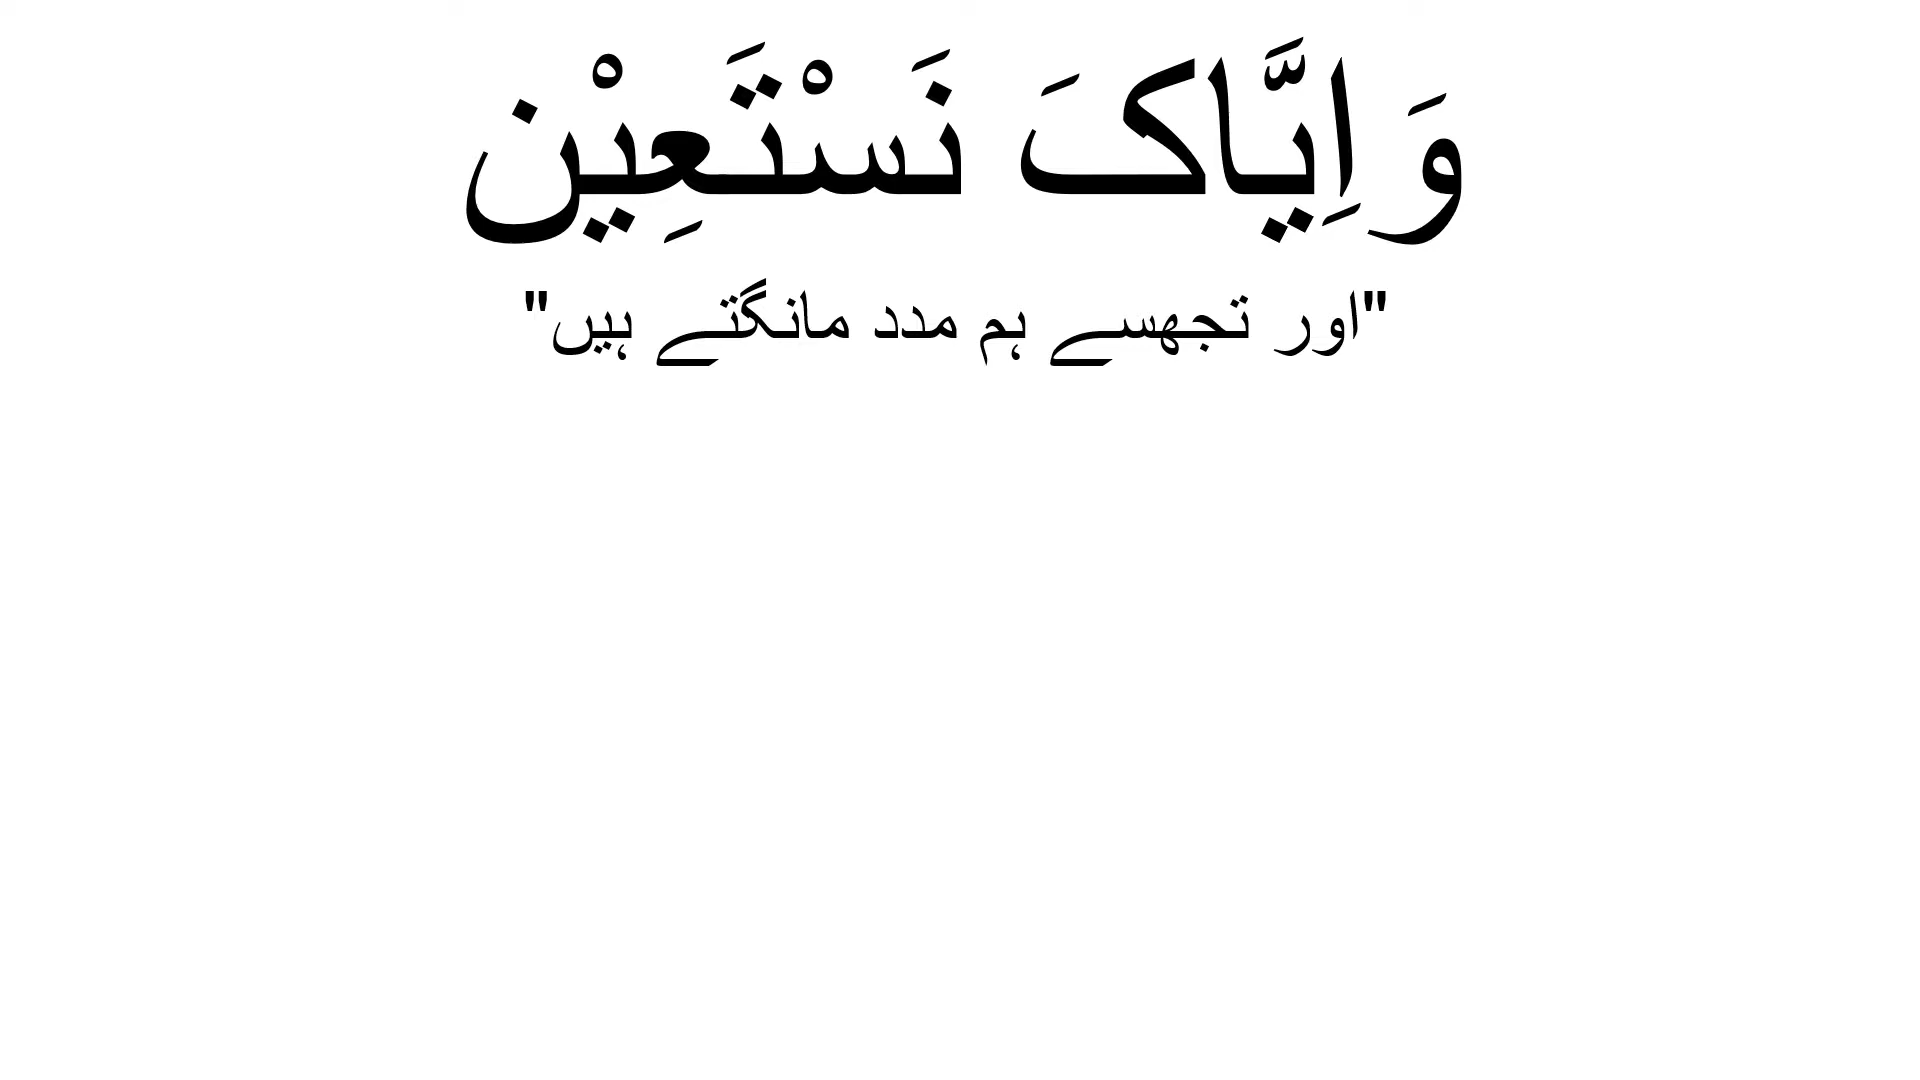 وَ اِیَّاکَ نَسْتَعِیْن
"اور تجھسے ہم مدد مانگتے ہیں"